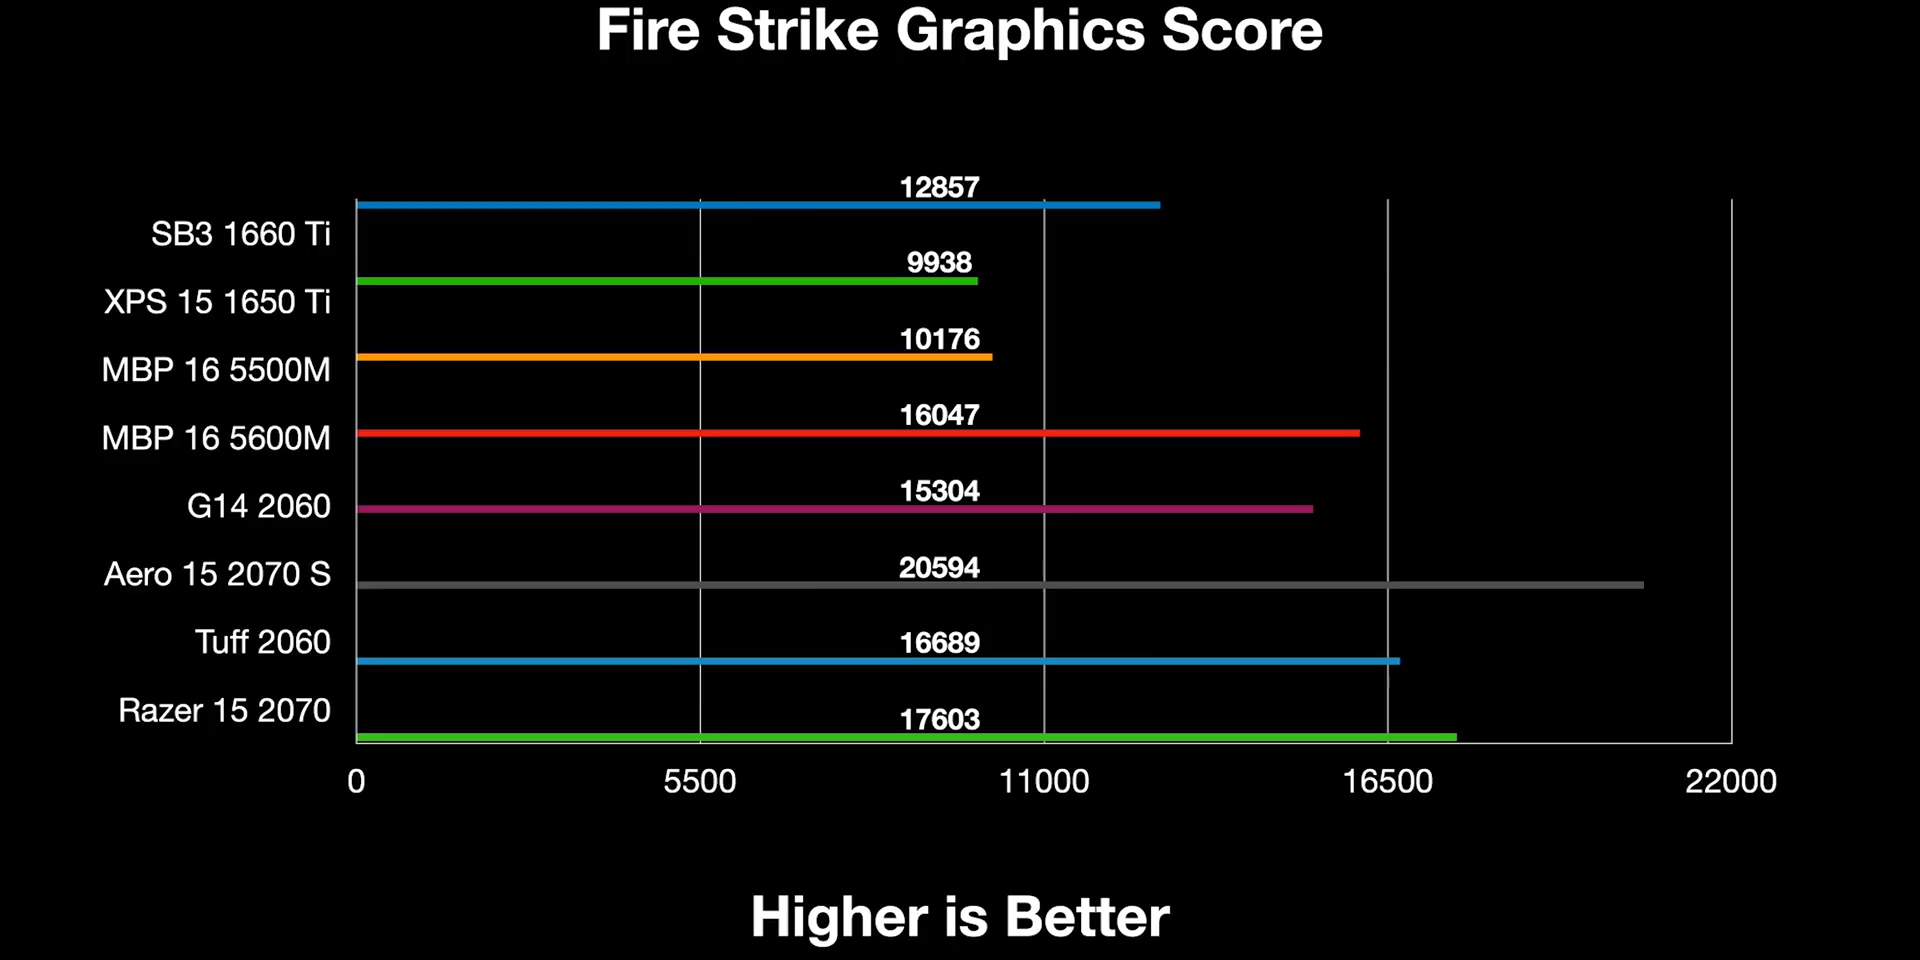 Fire Strike Graphics Score
12857
SB3 1660 Ti
9938
XPS 15 1650 Ti
10176
MBP 16 5500M
16047
MBP 16 5600M
15304
G14 2060
20594
Aero 15 2070 S
16689
Tuff 2060
17603
Razer 15 2070
0 5500 11000 16500 22000
Higher is Better